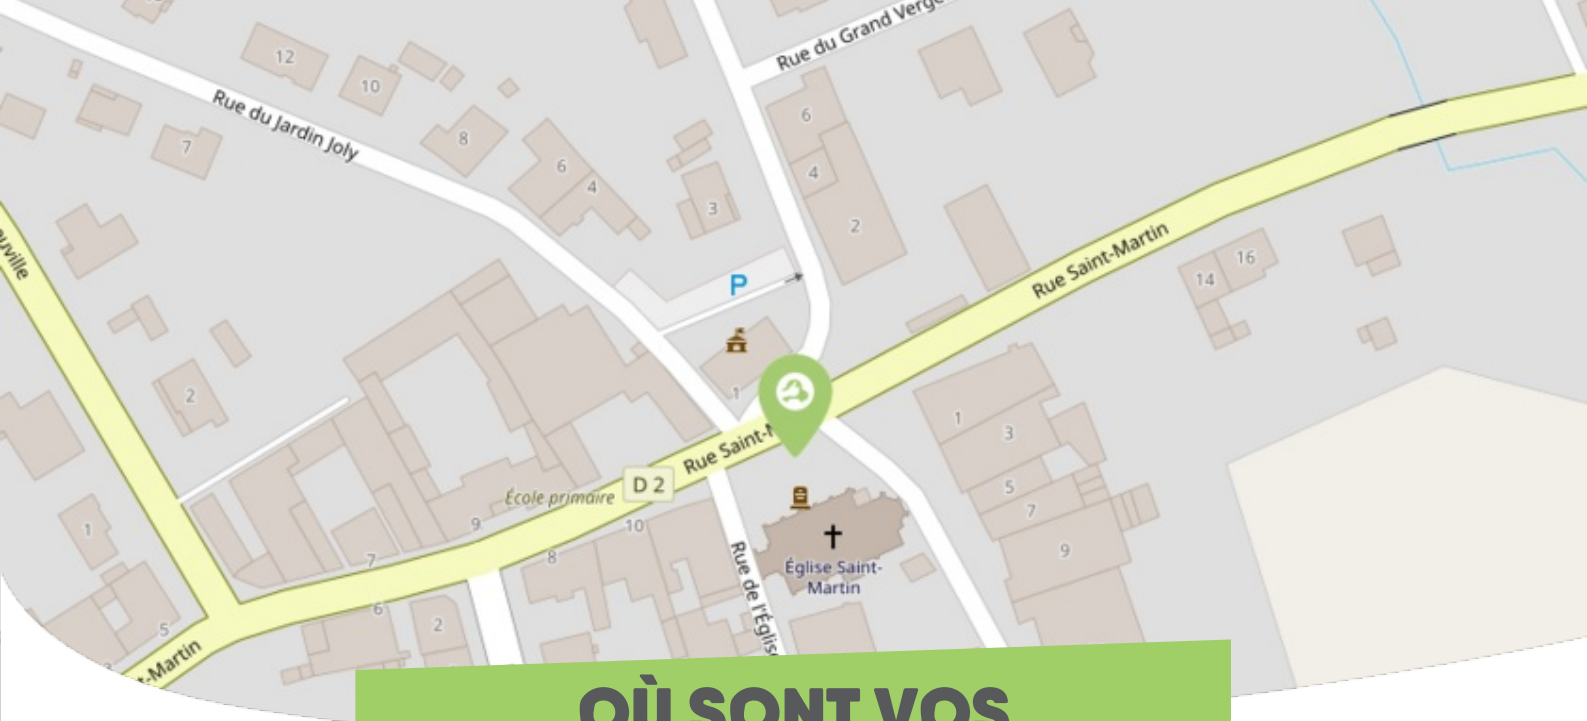 Rue du Grand Verge
12
10
Rue du Jardin Joly
8
7
6
4
6
4
3
2
P
Rue Saint-Martin
16
14
2
1
1
3
Rue Saint-M
D 2
École primaire
5
7
9
10
9
1
7
8
Église Saint-
Martin
Rue de l'Église
6
2
5
t-Martin
OÙ SONT VOS